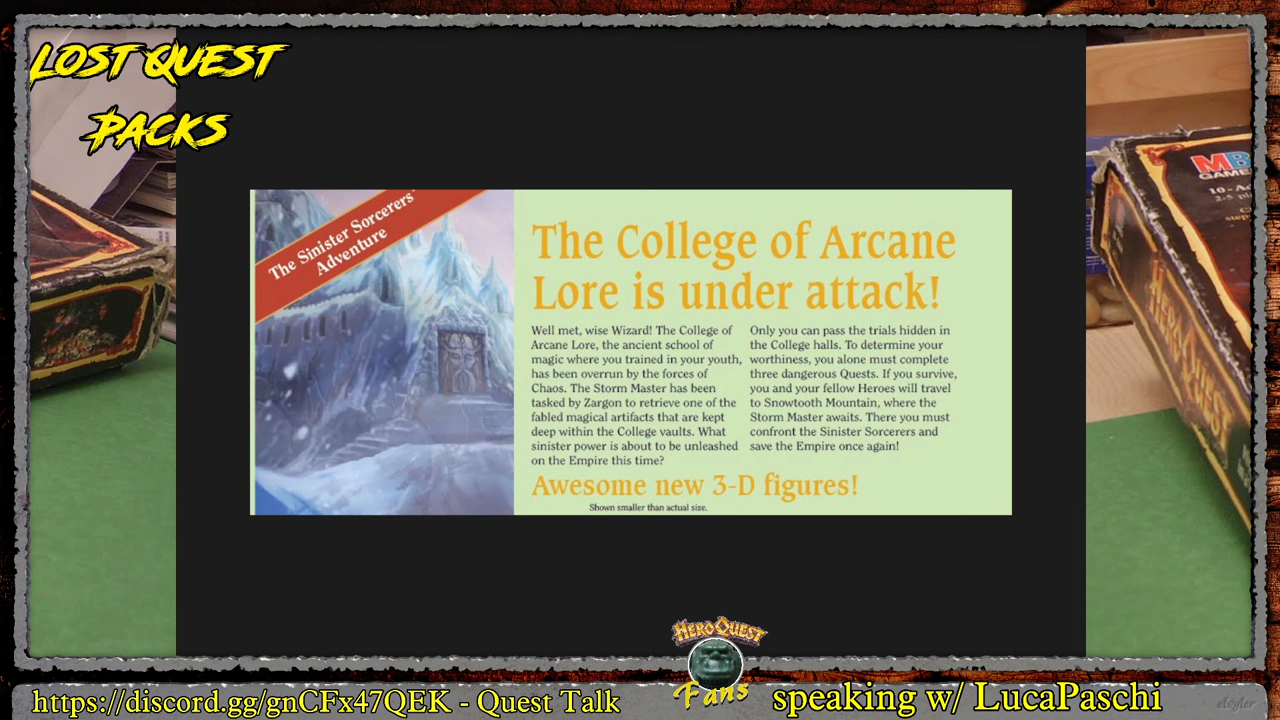 LOST QUEST
PACKS
The Sinister Sorcerers'
Adventure
The College of Arcane
Lore is under attack!
Well met, wise Wizard! The College of
Arcane Lore, the ancient school of
magic where you trained in your youth,
has been overrun by the forces of
Chaos. The Storm Master has been
tasked by Zargon to retrieve one of the
fabled magical artifacts that are kept
deep within the College vaults. What
sinister power is about to be unleashed
on the Empire this time?
Only you can pass the trials hidden in
the College halls. To determine your
worthiness, you alone must complete
three dangerous Quests. If you survive,
you and your fellow Heroes will travel
to Snowtooth Mountain, where the
Storm Master awaits. There you must
confront the Sinister Sorcerers and
save the Empire once again!
Awesome new 3-D figures!
Shown smaller than actual size.
MB
GAMES
HERO QUEST
HEROQUEST
Fans
https://discord.gg/gnCFx47QEK - Quest Talk
speaking w/ LucaPaschi